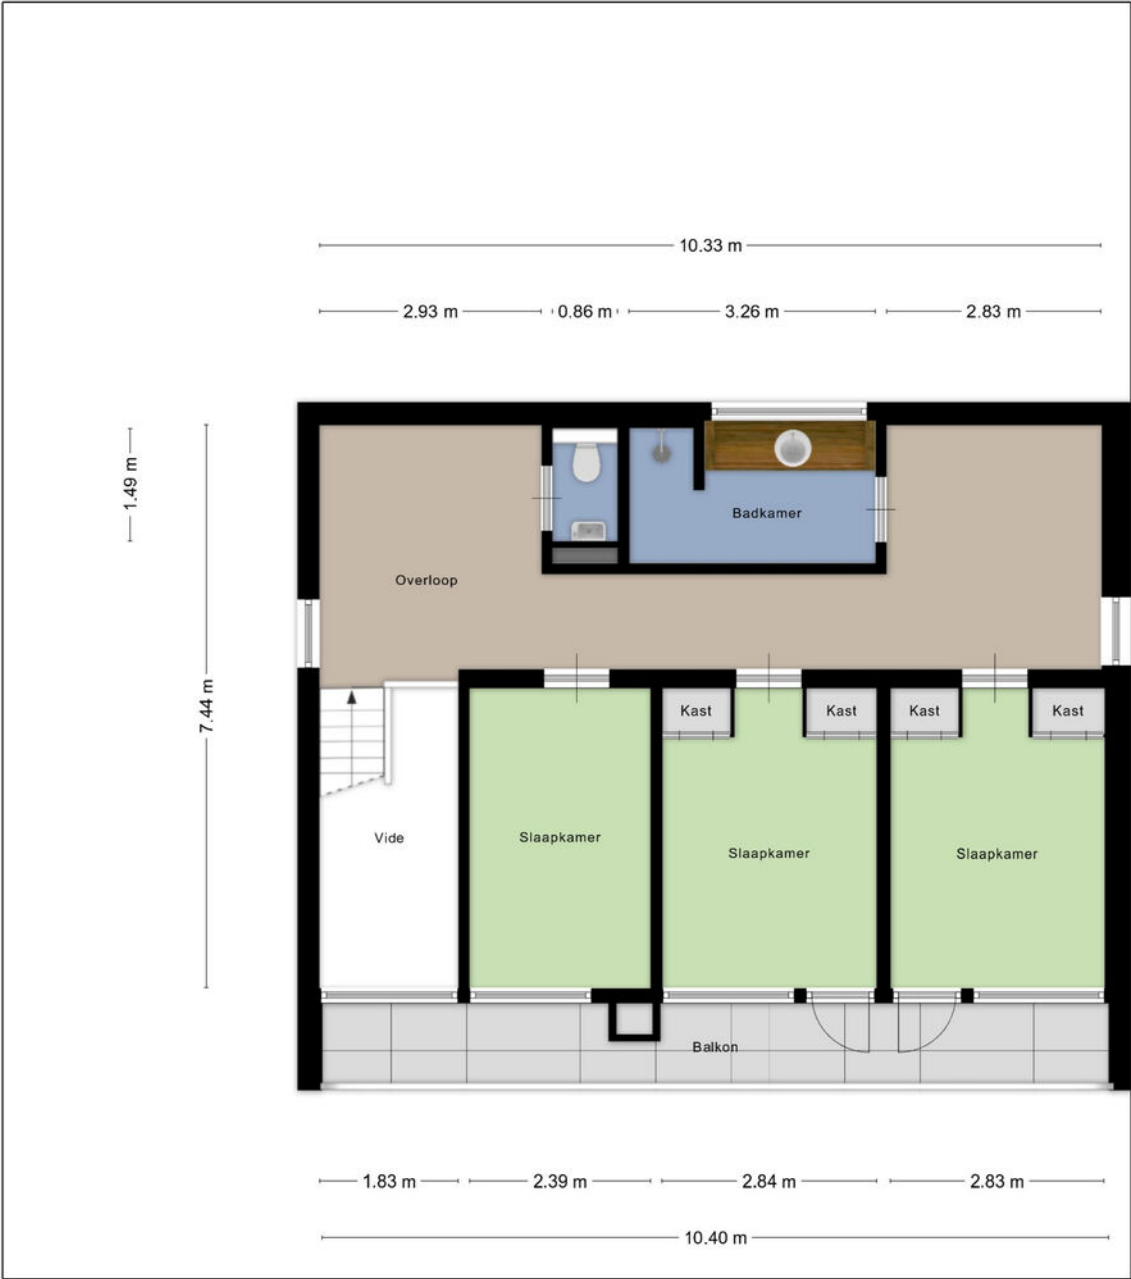 10.33 m
2.93 m
0.86 m
3.26 m
2.83 m
1.49 m
7.44 m
Badkamer
Overloop
Kast
Kast
Kast
Kast
Vide
Slaapkamer
Slaapkamer
Slaapkamer
Balkon
1.83 m
2.39 m
2.84 m
2.83 m
10.40 m